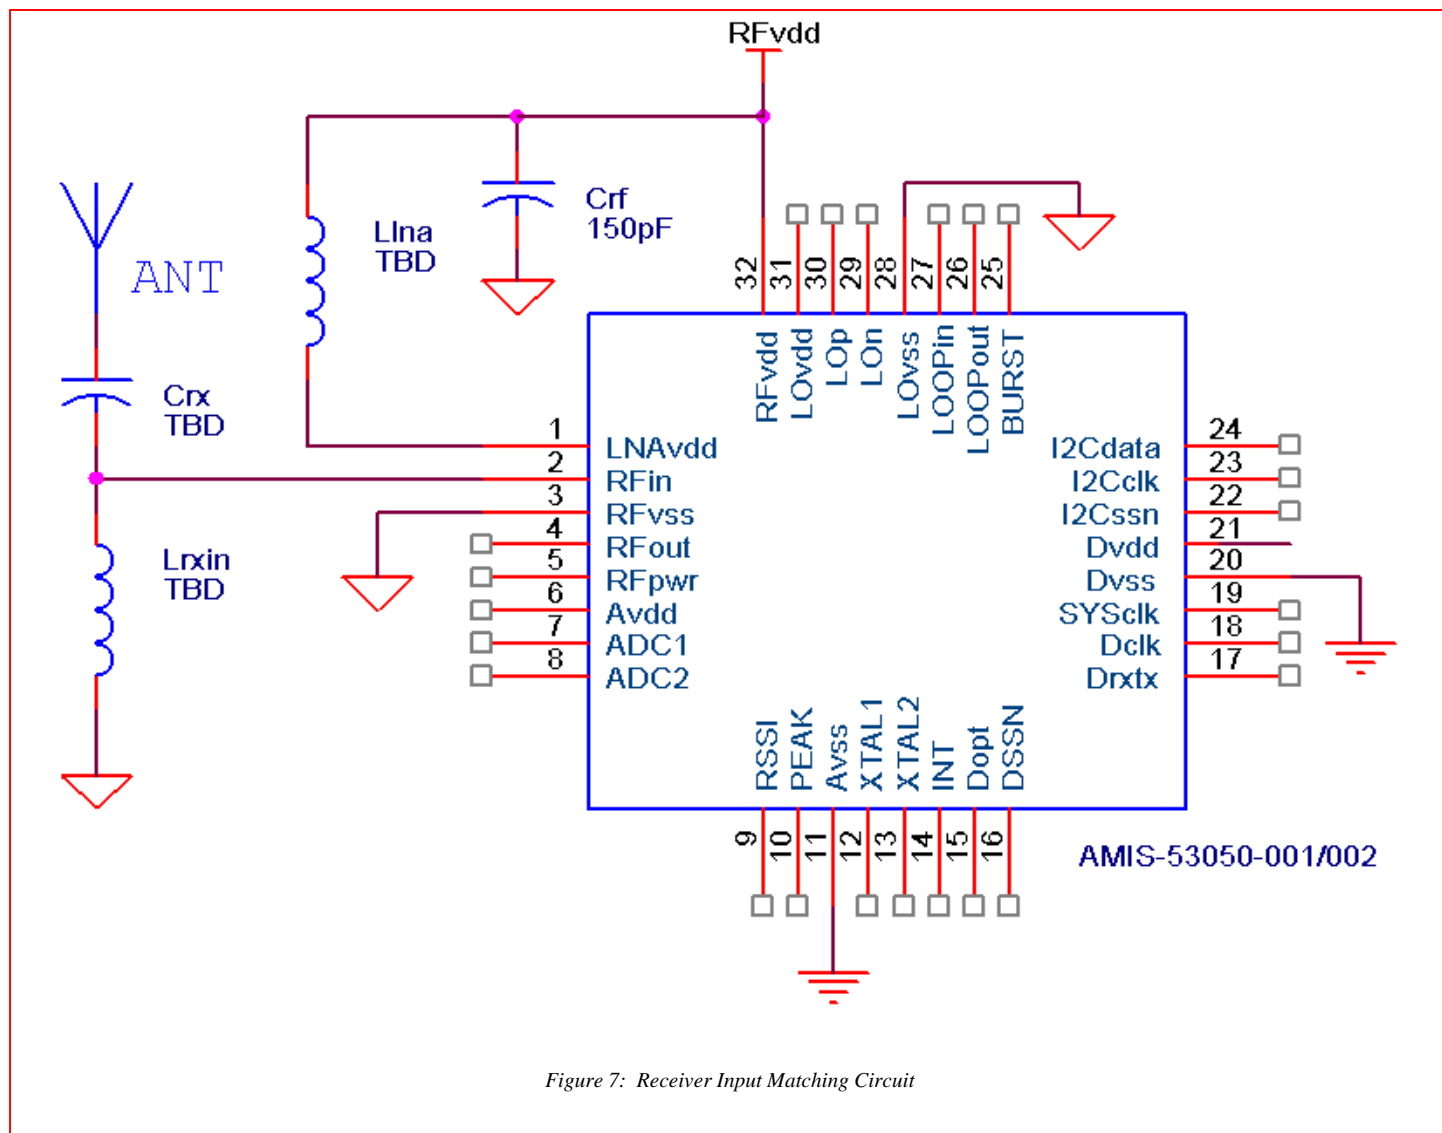 RFvdd
Crf
150pF
Llna
TBD
ANT
Crx
TBD
Lrxin
TBD
32
31
30
29
28
27
26
25
RFvdd
LOvdd
LOp
LOn
LOvss
LOOPin
LOOPout
BURST
1
LNAvdd
2
RFin
3
RFvss
4
RFout
5
RFpwr
6
Avdd
7
ADC1
8
ADC2
24
I2Cdata
23
I2Cclk
22
I2Cssn
21
Dvdd
20
Dvss
19
SYSclk
18
Dclk
17
Drxtx
RSSI
PEAK
Avss
XTAL1
XTAL2
INT
Dopt
DSSN
9
10
11
12
13
14
15
16
AMIS-53050-001/002
Figure 7: Receiver Input Matching Circuit